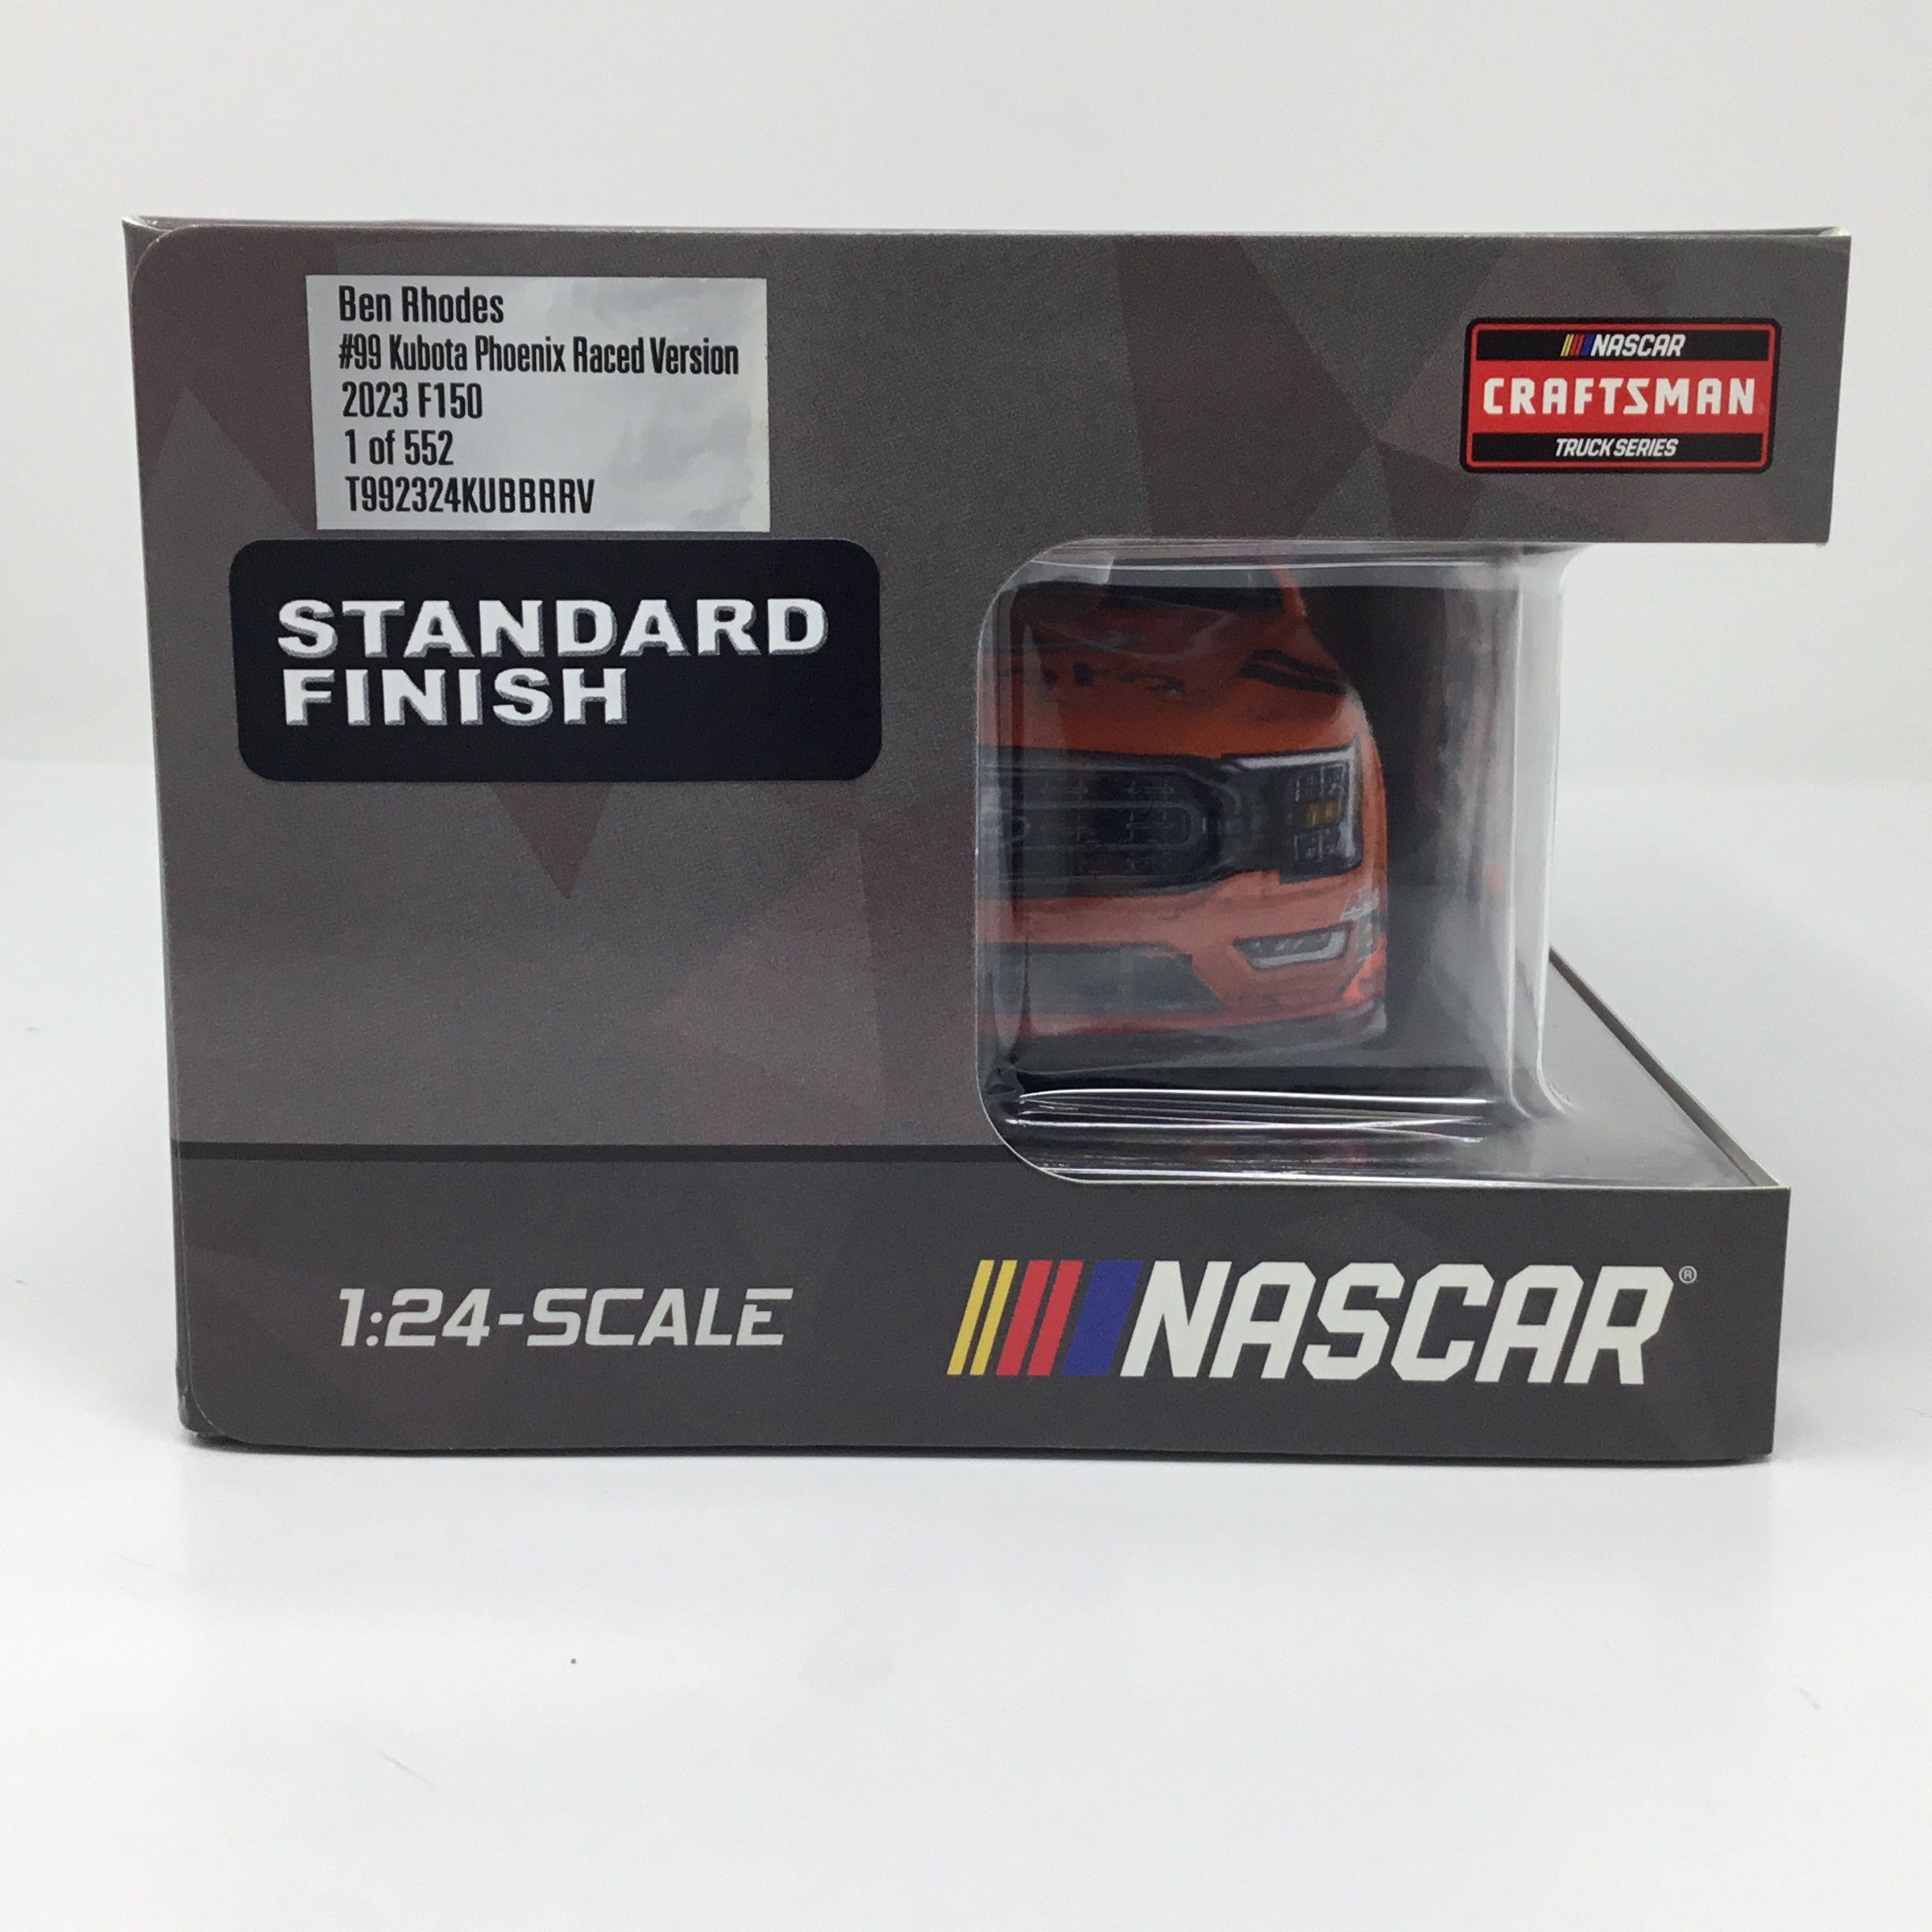 Ben Rhodes
#99 Kubota Phoenix Raced Version
2023 F150
1 of 552
T992324KUBBRRV
NASCAR
CRAFTSMAN
TRUCK SERIES
STANDARD
FINISH
1:24-SCALE
NASCAR®